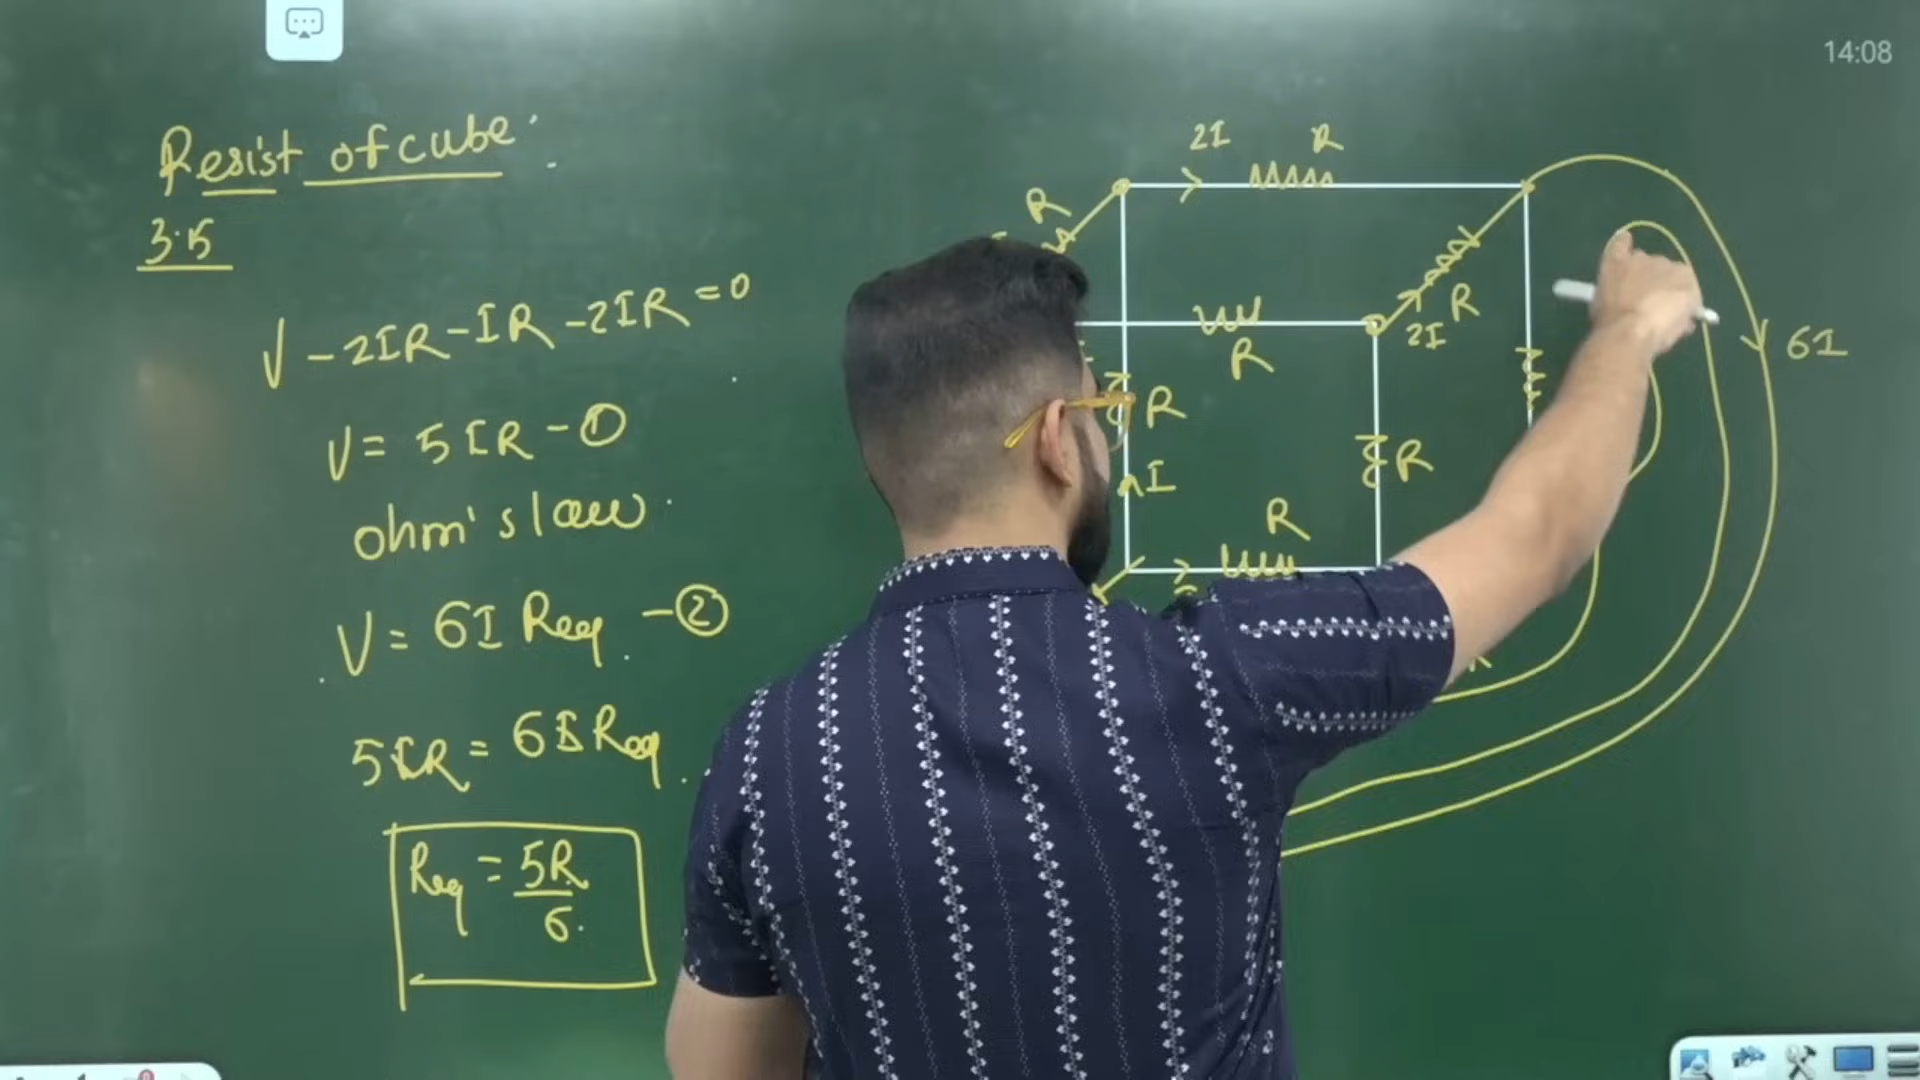 14:08
Resist of cube:
3.5
V - 2IR - IR - 2IR = 0
V = 5IR - ①
ohm's law
V = 6I Req - ②
5IR = 6I Req
Req = 5R/6
2I R
R
R
2I R
6I
R
R
I
R